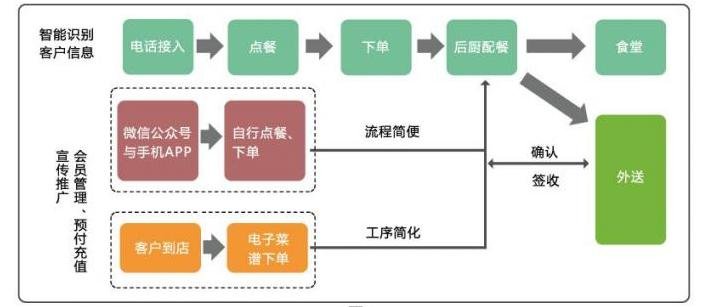 智能识别
客户信息
电话接入
点餐
下单
后厨配餐
食堂
微信公众号
与手机APP
自行点餐、
下单
流程简便
确认
签收
外送
会员管理、预付充值
宣传推广
客户到店
电子菜
谱下单
工序简化